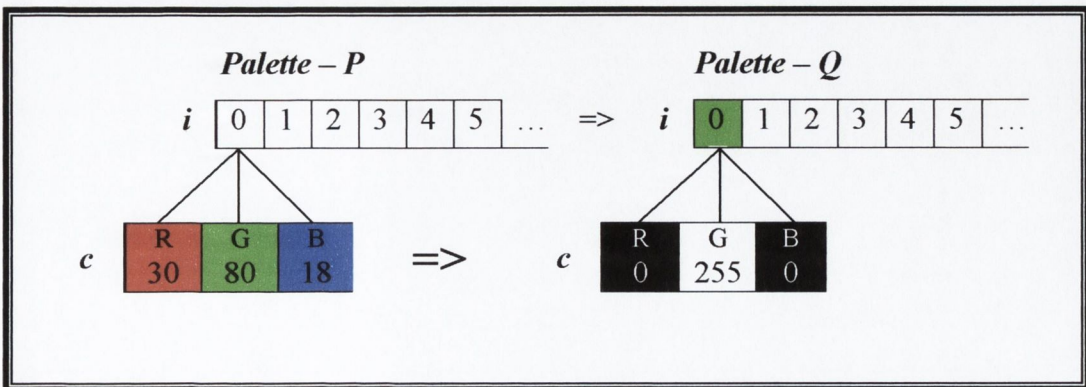 Palette – P Palette – Q
i 0 1 2 3 4 5 ... => i 0 1 2 3 4 5 ...
R G B R G B
c 30 80 18 => c 0 255 0